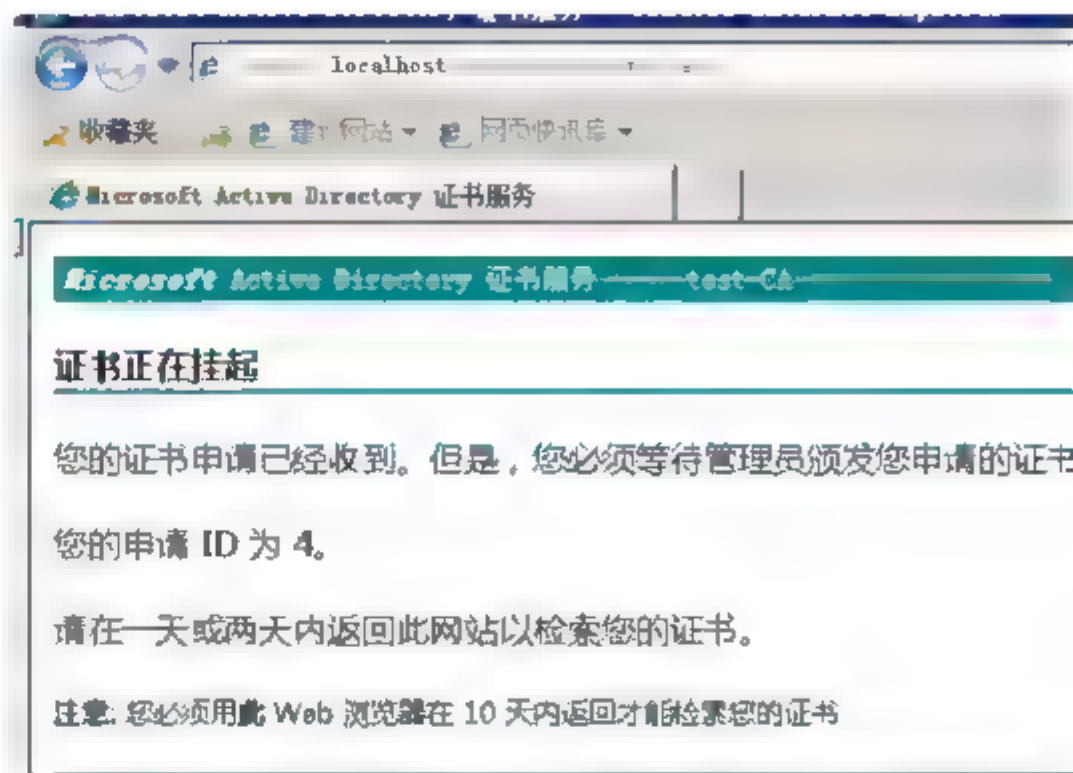 localhost
收藏夹 网站
Microsoft Active Directory 证书服务
Microsoft Active Directory 证书服务 test-CA
证书正在挂起
您的证书申请已经收到。但是，您必须等待管理员颁发您申请的证书
您的申请 ID 为 4。
请在一天或两天内返回此网站以检索您的证书。
注意: 您必须用此 Web 浏览器在 10 天内返回才能检索您的证书